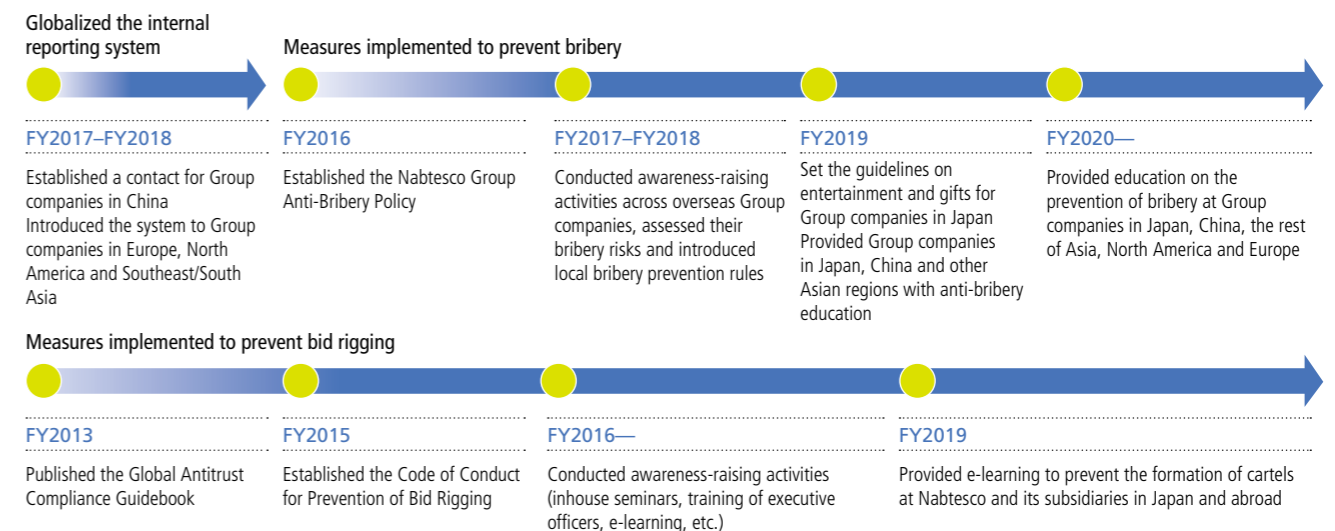 Globalized the internal
reporting system
FY2017–FY2018
Established a contact for Group
companies in China
Introduced the system to Group
companies in Europe, North
America and Southeast/South
Asia
Measures implemented to prevent bribery
FY2016
Established the Nabtesco Group
Anti-Bribery Policy
FY2017–FY2018
Conducted awareness-raising
activities across overseas Group
companies, assessed their
bribery risks and introduced
local bribery prevention rules
FY2019
Set the guidelines on
entertainment and gifts for
Group companies in Japan
Provided Group companies
in Japan, China and other
Asian regions with anti-bribery
education
FY2020—
Provided education on the
prevention of bribery at Group
companies in Japan, China, the rest
of Asia, North America and Europe
Measures implemented to prevent bid rigging
FY2013
Published the Global Antitrust
Compliance Guidebook
FY2015
Established the Code of Conduct
for Prevention of Bid Rigging
FY2016—
Conducted awareness-raising activities
(inhouse seminars, training of executive
officers, e-learning, etc.)
FY2019
Provided e-learning to prevent the formation of cartels
at Nabtesco and its subsidiaries in Japan and abroad